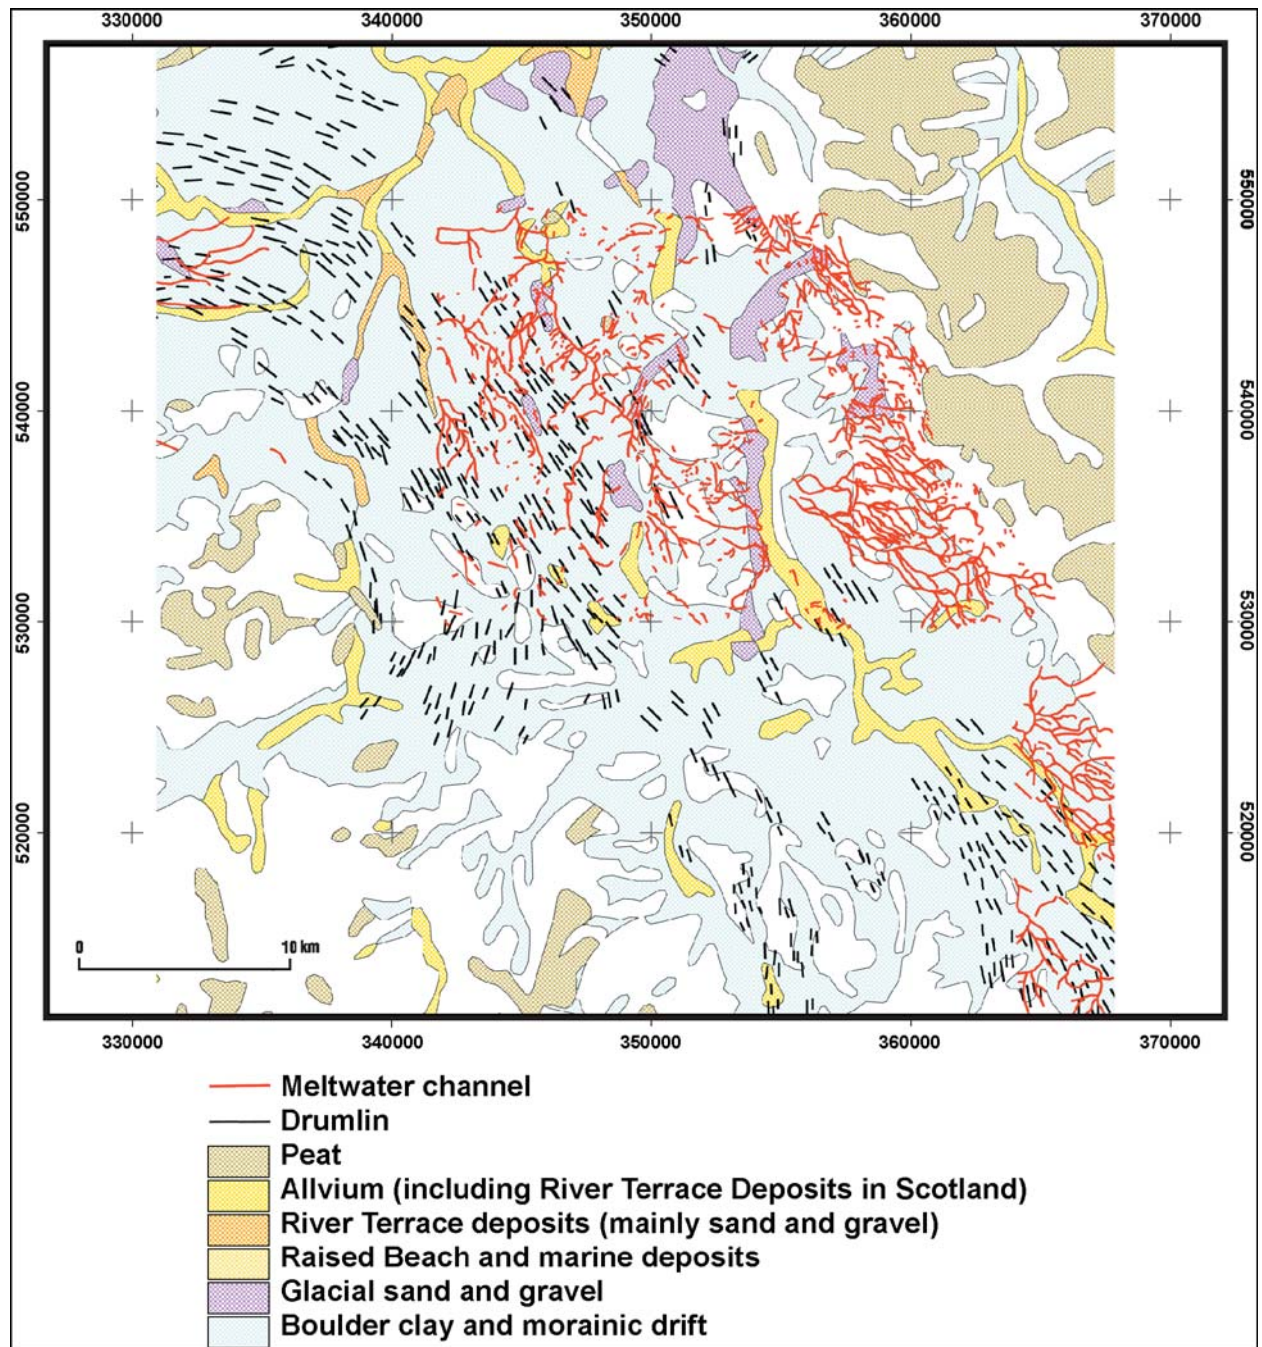 330000 340000 350000 360000 370000
550000 550000
540000 540000
530000 530000
520000 520000
0 10 km
330000 340000 350000 360000 370000
Meltwater channel
Drumlin
Peat
Allvium (including River Terrace Deposits in Scotland)
River Terrace deposits (mainly sand and gravel)
Raised Beach and marine deposits
Glacial sand and gravel
Boulder clay and morainic drift